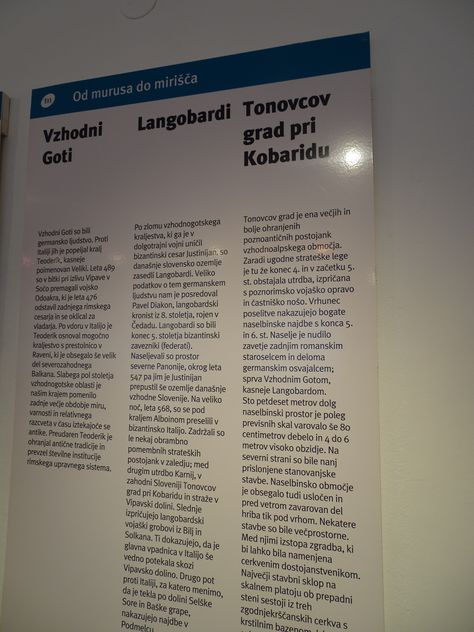 m
Od murusa do mirišča
Vzhodni
Goti
Vzhodni Goti so bili
germansko ljudstvo. Proti
Italiji jih je popeljal kralj
Teoderik, kasneje
poimenovan Veliki. Leta 489
so v bitki pri izlivu Vipave v
Sočo premagali vojsko
Odoakra, ki je leta 476
odstavil zadnjega rimskega
cesarja in se oklical za
vladarja. Po vdoru v Italijo je
Teoderik osnoval mogočno
kraljestvo s prestolnico v
Raveni, ki je obsegalo še velik
del severozahodnega
Balkana. Slabega pol stoletja
vzhodnogotske oblasti je
našim krajem pomenilo
zadnje večje obdobje miru,
varnosti in relativnega
razcveta v času iztekajoče se
antike. Preudaren Teoderik je
ohranjal antične tradicije in
prevzel številne institucije
rimskega upravnega sistema.
Langobardi
Po zlomu vzhodnogotskega
kraljestva, ki ga je v
dolgotrajni vojni uničil
bizantinski cesar Justinijan, so
današnje slovensko ozemlje
zasedli Langobardi. Veliko
podatkov o tem germanskem
ljudstvu nam je posredoval
Pavel Diakon, langobardski
kronist iz 8. stoletja, rojen v
Čedadu. Langobardi so bili
konec 5. stoletja bizantinski
zavezniki (federati).
Naseljevali so prostor
severne Panonije, okrog leta
547 pa jim je Justinijan
prepustil še ozemlje današnje
vzhodne Slovenije. Na veliko
noč, leta 568, so se pod
kraljem Alboinom preselili v
bizantinsko Italijo. Zadržali so
le nekaj obrambno
pomembnih strateških
postojank v zaledju; med
drugim utrdbo Karnij, v
zahodni Sloveniji Tonovcov
grad pri Kobarid in straže v
Vipavski dolini. Slednje
izpričujejo langobardski
vojaški grobovi iz Bilj in
Solkana. Ti dokazujejo, da je
glavna vpadnica v Italijo še
vedno potekala skozi
Vipavsko dolino. Drugo pot
proti Italiji, za katero menimo,
da je tekla po dolini Selške
Sore in Baške grape,
nakazujejo najdbe v
Podmelcu
Tonovcov
grad pri
Kobaridu
Tonovcov grad je ena večjih in
bolje ohranjenih
poznoantičnih postojank
vzhodnoalpskega območja.
Zaradi ugodne strateške lege
je tu že konec 4. in v začetku 5.
st. obstajala utrdba, izpričana
s poznorimsko vojaško opravo
in častniško nošo. Vrhunec
poselitve nakazujejo bogate
naselbinske najdbe s konca 5.
in 6. st. Naselje je nudilo
zavetje zadnjim romanskim
staroselcem in deloma
germanskim osvajalcem;
sprva Vzhodnim Gotom,
kasneje Langobardom.
Sto petdeset metrov dolg
naselbinski prostor je poleg
previsnih skal varovalo še 80
centimetrov debelo in 4 do 6
metrov visoko obzidje. Na
severni strani so bile nanj
prislonjene stanovanjske
stavbe. Naselbinsko območje
je obsegalo tudi usločen in
pred vetrom zavarovan del
hriba tik pod vrhom. Nekatere
stavbe so bile večprostorne.
Med njimi izstopa zgradba, ki
bi lahko bila namenjena
cerkvenim dostojanstvenikom.
Največji stavbni sklop na
skalnem platoju ob prepadni
steni sestoji iz treh
zgodnjekrščanskih cerkva s
krstilnim bazenom